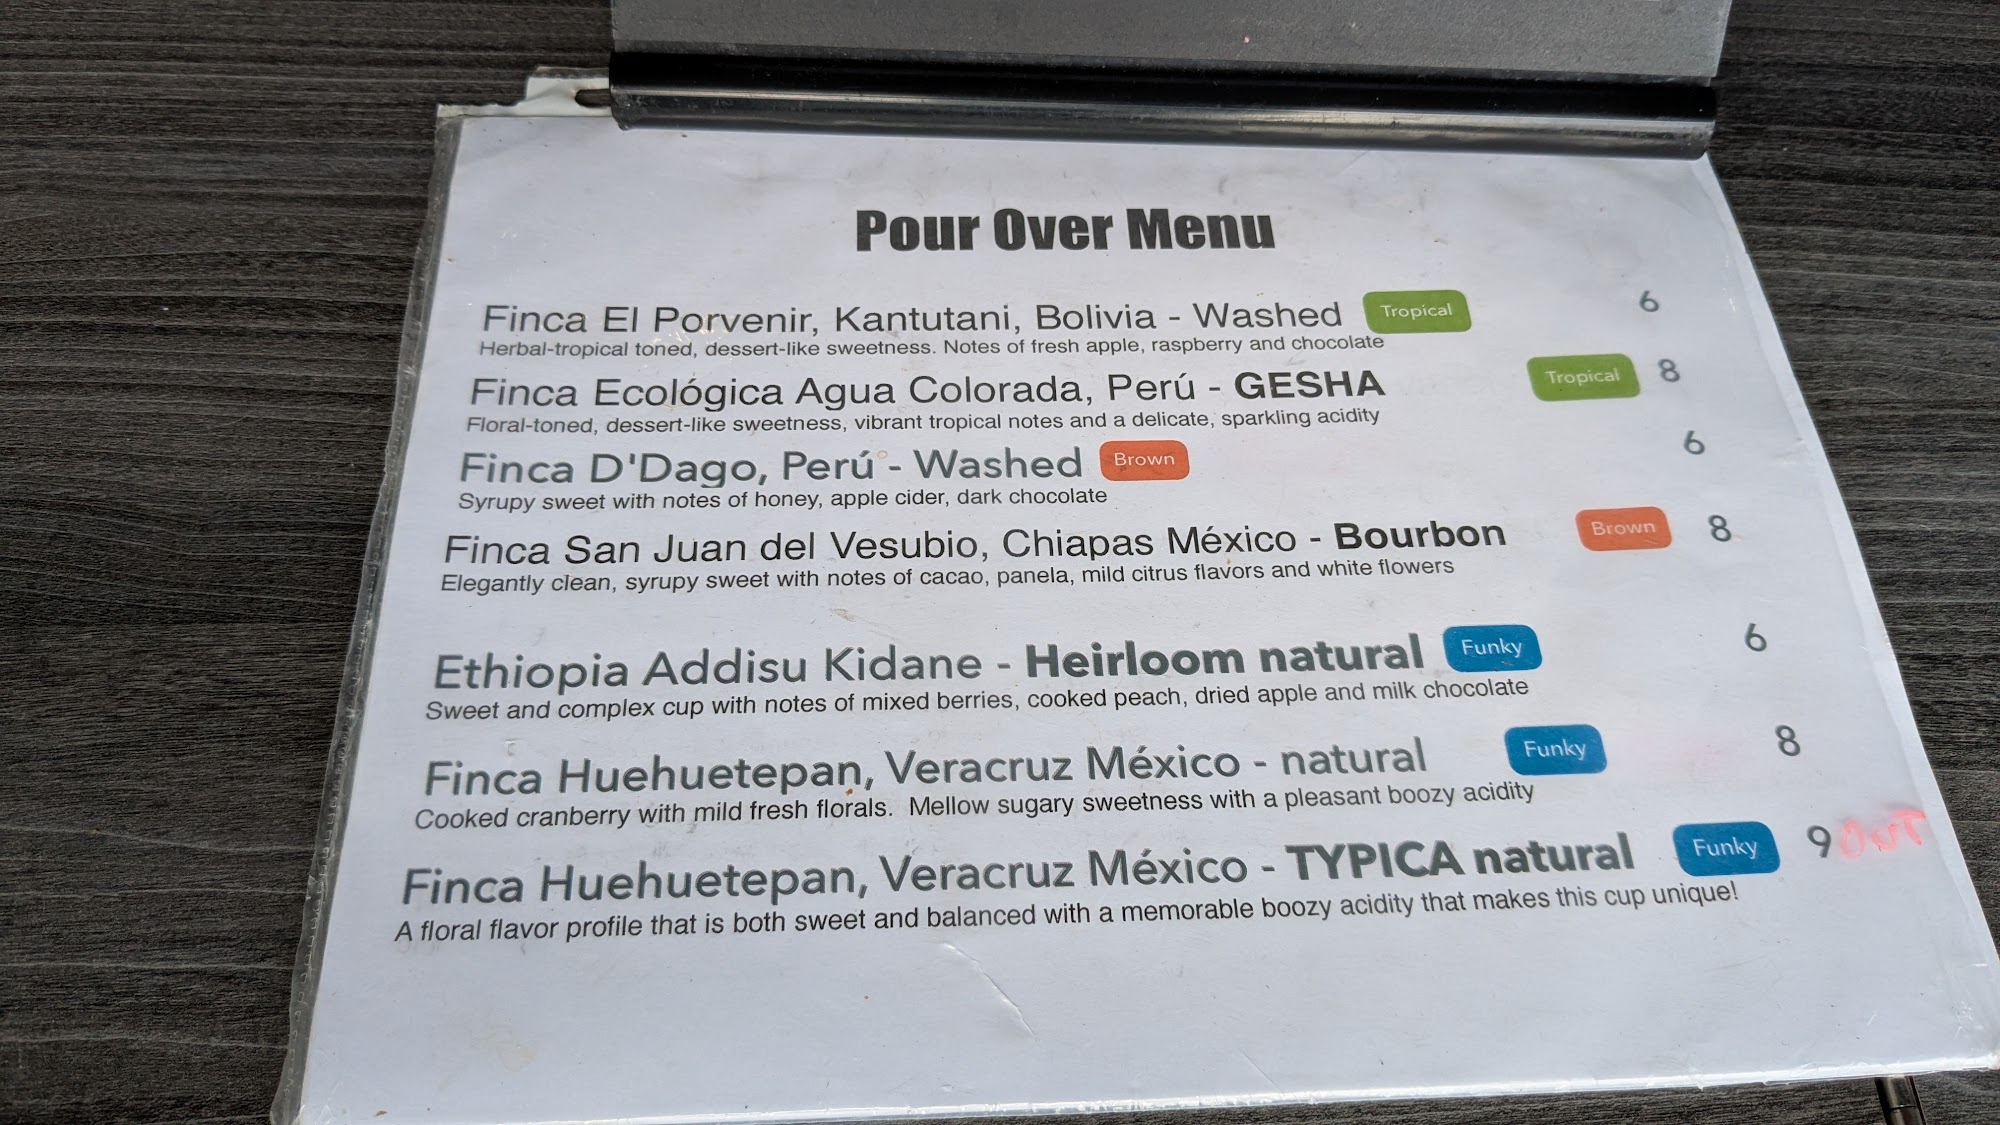 Pour Over Menu
Finca El Porvenir, Kantutani, Bolivia - Washed Tropical 6
Herbal-tropical toned, dessert-like sweetness. Notes of fresh apple, raspberry and chocolate
Finca Ecológica Agua Colorada, Perú - GESHA Tropical 8
Floral-toned, dessert-like sweetness, vibrant tropical notes and a delicate, sparkling acidity
Finca D'Dago, Perú - Washed Brown 6
Syrupy sweet with notes of honey, apple cider, dark chocolate
Finca San Juan del Vesubio, Chiapas México - Bourbon Brown 8
Elegantly clean, syrupy sweet with notes of cacao, panela, mild citrus flavors and white flowers
Ethiopia Addisu Kidane - Heirloom natural Funky 6
Sweet and complex cup with notes of mixed berries, cooked peach, dried apple and milk chocolate
Finca Huehuetepan, Veracruz México - natural Funky 8
Cooked cranberry with mild fresh florals. Mellow sugary sweetness with a pleasant boozy acidity
Finca Huehuetepan, Veracruz México - TYPICA natural Funky 9 OUT
A floral flavor profile that is both sweet and balanced with a memorable boozy acidity that makes this cup unique!